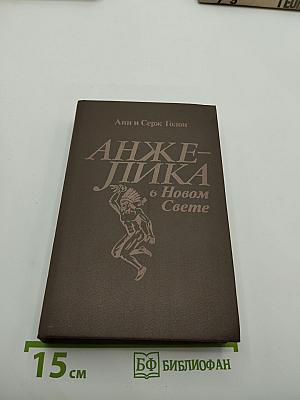 Анн и Серж Голон
АНЖЕ-
ЛИКА
в Новом
Свете
15 см
БФ БИБЛИОФАН